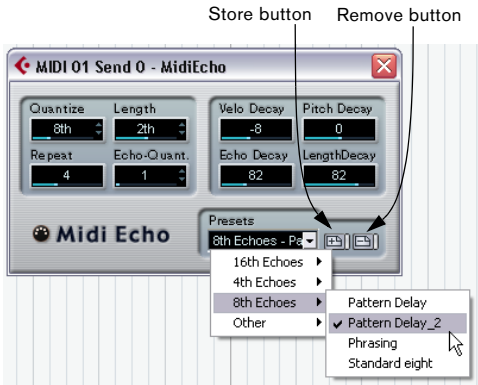 Store button
Remove button
MIDI 01 Send 0 - MidiEcho
Quantize
Length
Velo Decay
Pitch Decay
8th
2th
-8
0
Repeat
Echo-Quant.
Echo Decay
LengthDecay
4
1
82
82
Midi Echo
Presets
8th Echoes - Pa
16th Echoes
4th Echoes
8th Echoes
Other
Pattern Delay
Pattern Delay_2
Phrasing
Standard eight